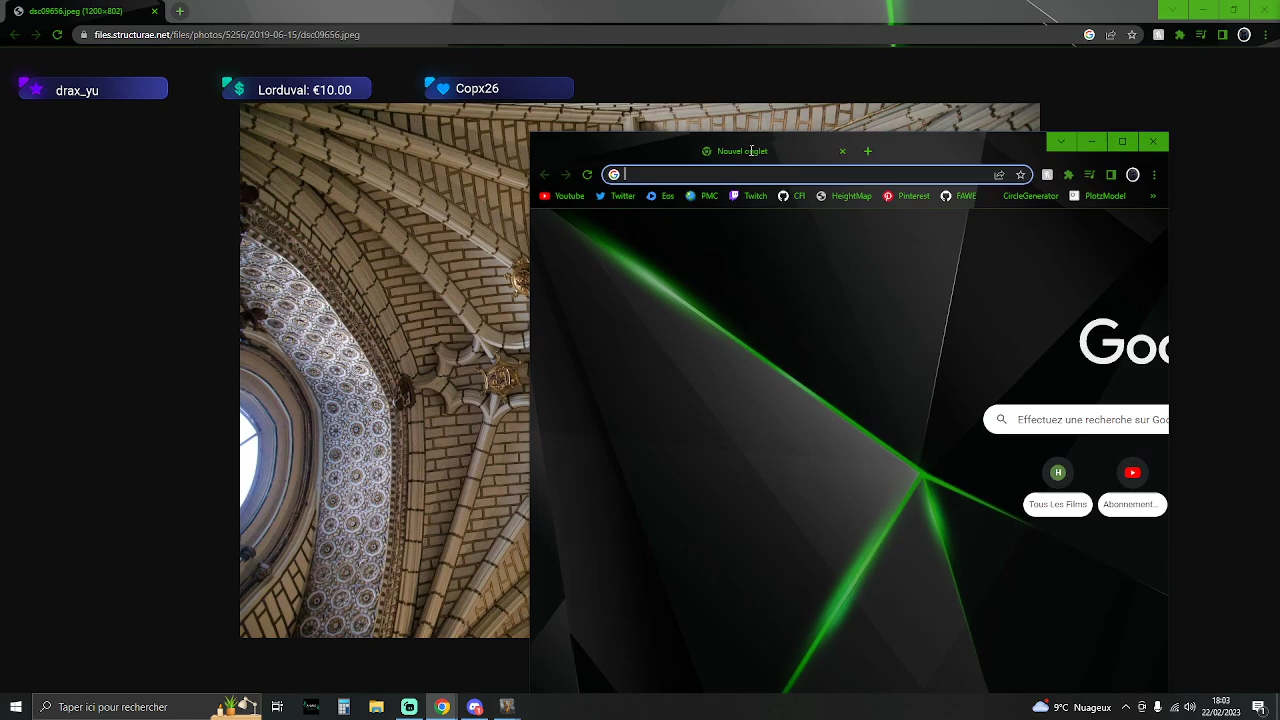 dsc09656.jpeg (1200×802)
files.structurae.net/files/photos/5256/2019-06-15/dsc09656.jpeg
drax_yu
Lorduval: €10.00
Copx26
Nouvel onglet
Youtube
Twitter
Eos
PMC
Twitch
CFI
HeightMap
Pinterest
FAWE
CircleGenerator
PlotzModel
»
Goo
Effectuez une recherche sur Goo
H
Tous Les Films
Abonnement...
Taper ici pour rechercher
9°C Nuageux
18:03
22/02/2023